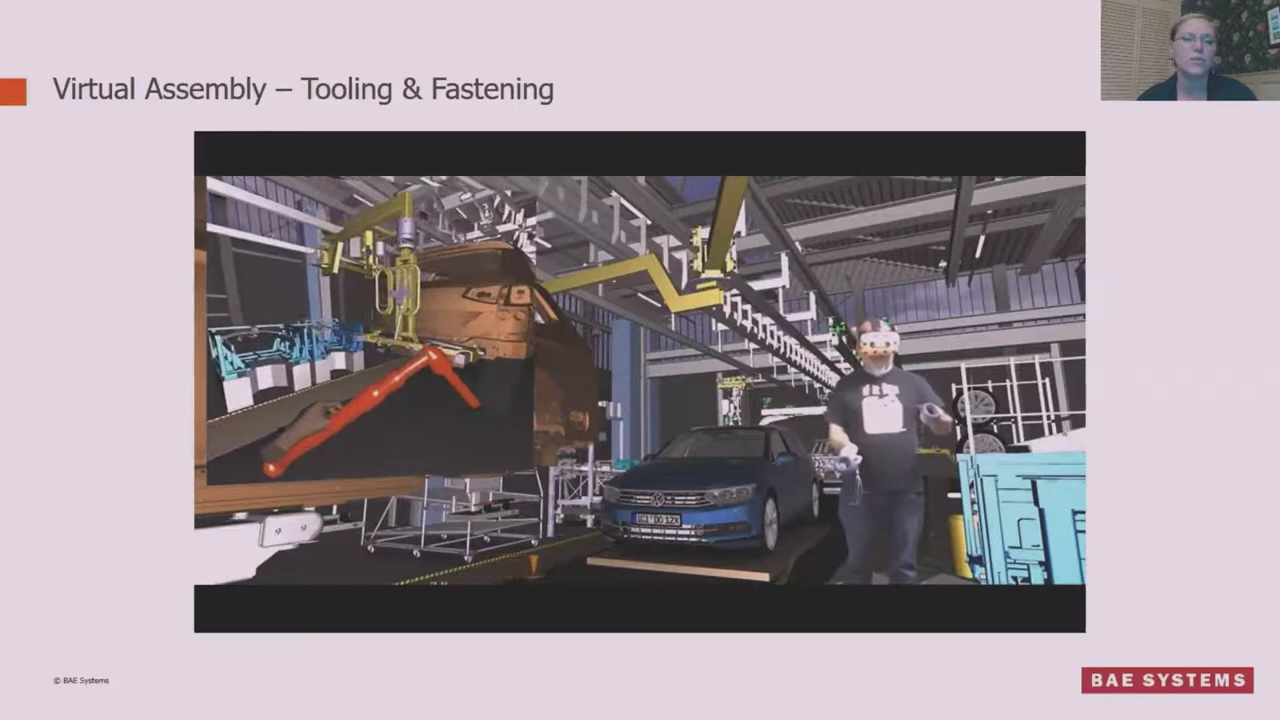 Virtual Assembly – Tooling & Fastening
© BAE Systems
BAE SYSTEMS